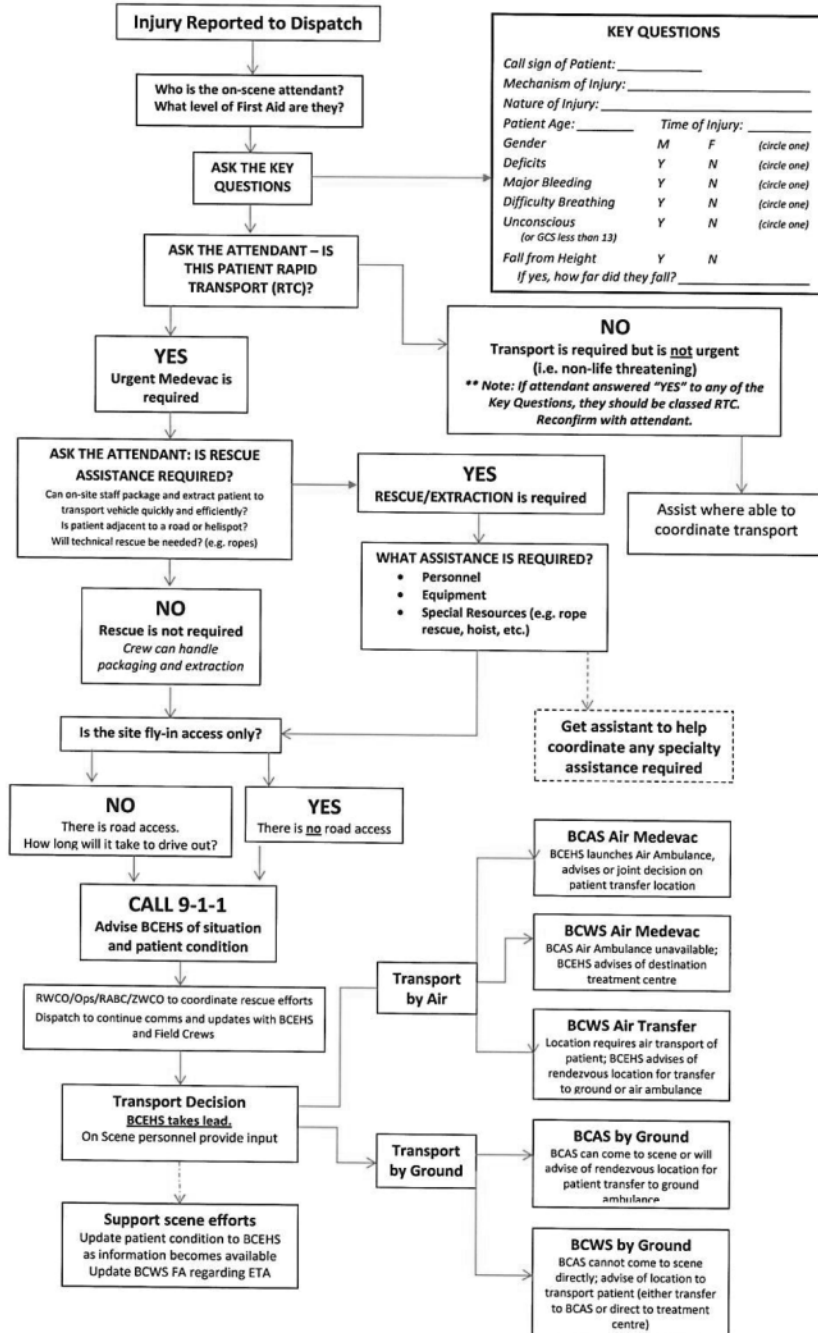 Injury Reported to Dispatch
Who is the on-scene attendant?
What level of First Aid are they?
ASK THE KEY
QUESTIONS
KEY QUESTIONS
Call sign of Patient:
Mechanism of Injury:
Nature of Injury:
Patient Age: Time of Injury:
Gender M F (circle one)
Deficits Y N (circle one)
Major Bleeding Y N (circle one)
Difficulty Breathing Y N (circle one)
Unconscious Y N (circle one)
(or GCS less than 13)
Fall from Height Y N
If yes, how far did they fall?
ASK THE ATTENDANT – IS
THIS PATIENT RAPID
TRANSPORT (RTC)?
YES
Urgent Medevac is
required
NO
Transport is required but is not urgent
(i.e. non-life threatening)
** Note: If attendant answered "YES" to any of the
Key Questions, they should be classed RTC.
Reconfirm with attendant.
Assist where able to
coordinate transport
ASK THE ATTENDANT: IS RESCUE
ASSISTANCE REQUIRED?
Can on-site staff package and extract patient to
transport vehicle quickly and efficiently?
Is patient adjacent to a road or helispot?
Will technical rescue be needed? (e.g. ropes)
YES
RESCUE/EXTRACTION is required
WHAT ASSISTANCE IS REQUIRED?
• Personnel
• Equipment
• Special Resources (e.g. rope
rescue, hoist, etc.)
NO
Rescue is not required
Crew can handle
packaging and extraction
Get assistant to help
coordinate any specialty
assistance required
Is the site fly-in access only?
NO
There is road access.
How long will it take to drive out?
YES
There is no road access
CALL 9-1-1
Advise BCEHS of situation
and patient condition
RWCO/Ops/RABC/ZWCO to coordinate rescue efforts
Dispatch to continue comms and updates with BCEHS
and Field Crews
Transport Decision
BCEHS takes lead.
On Scene personnel provide input
Support scene efforts
Update patient condition to BCEHS
as information becomes available
Update BCWS FA regarding ETA
Transport
by Air
BCAS Air Medevac
BCEHS launches Air Ambulance,
advises or joint decision on
patient transfer location
BCWS Air Medevac
BCAS Air Ambulance unavailable;
BCEHS advises of destination
treatment centre
BCWS Air Transfer
Location requires air transport of
patient; BCEHS advises of
rendezvous location for transfer
to ground or air ambulance
Transport
by Ground
BCAS by Ground
BCAS can come to scene or will
advise of rendezvous location for
patient transfer to ground
ambulance
BCWS by Ground
BCAS cannot come to scene
directly; advise of location to
transport patient (either transfer
to BCAS or direct to treatment
centre)